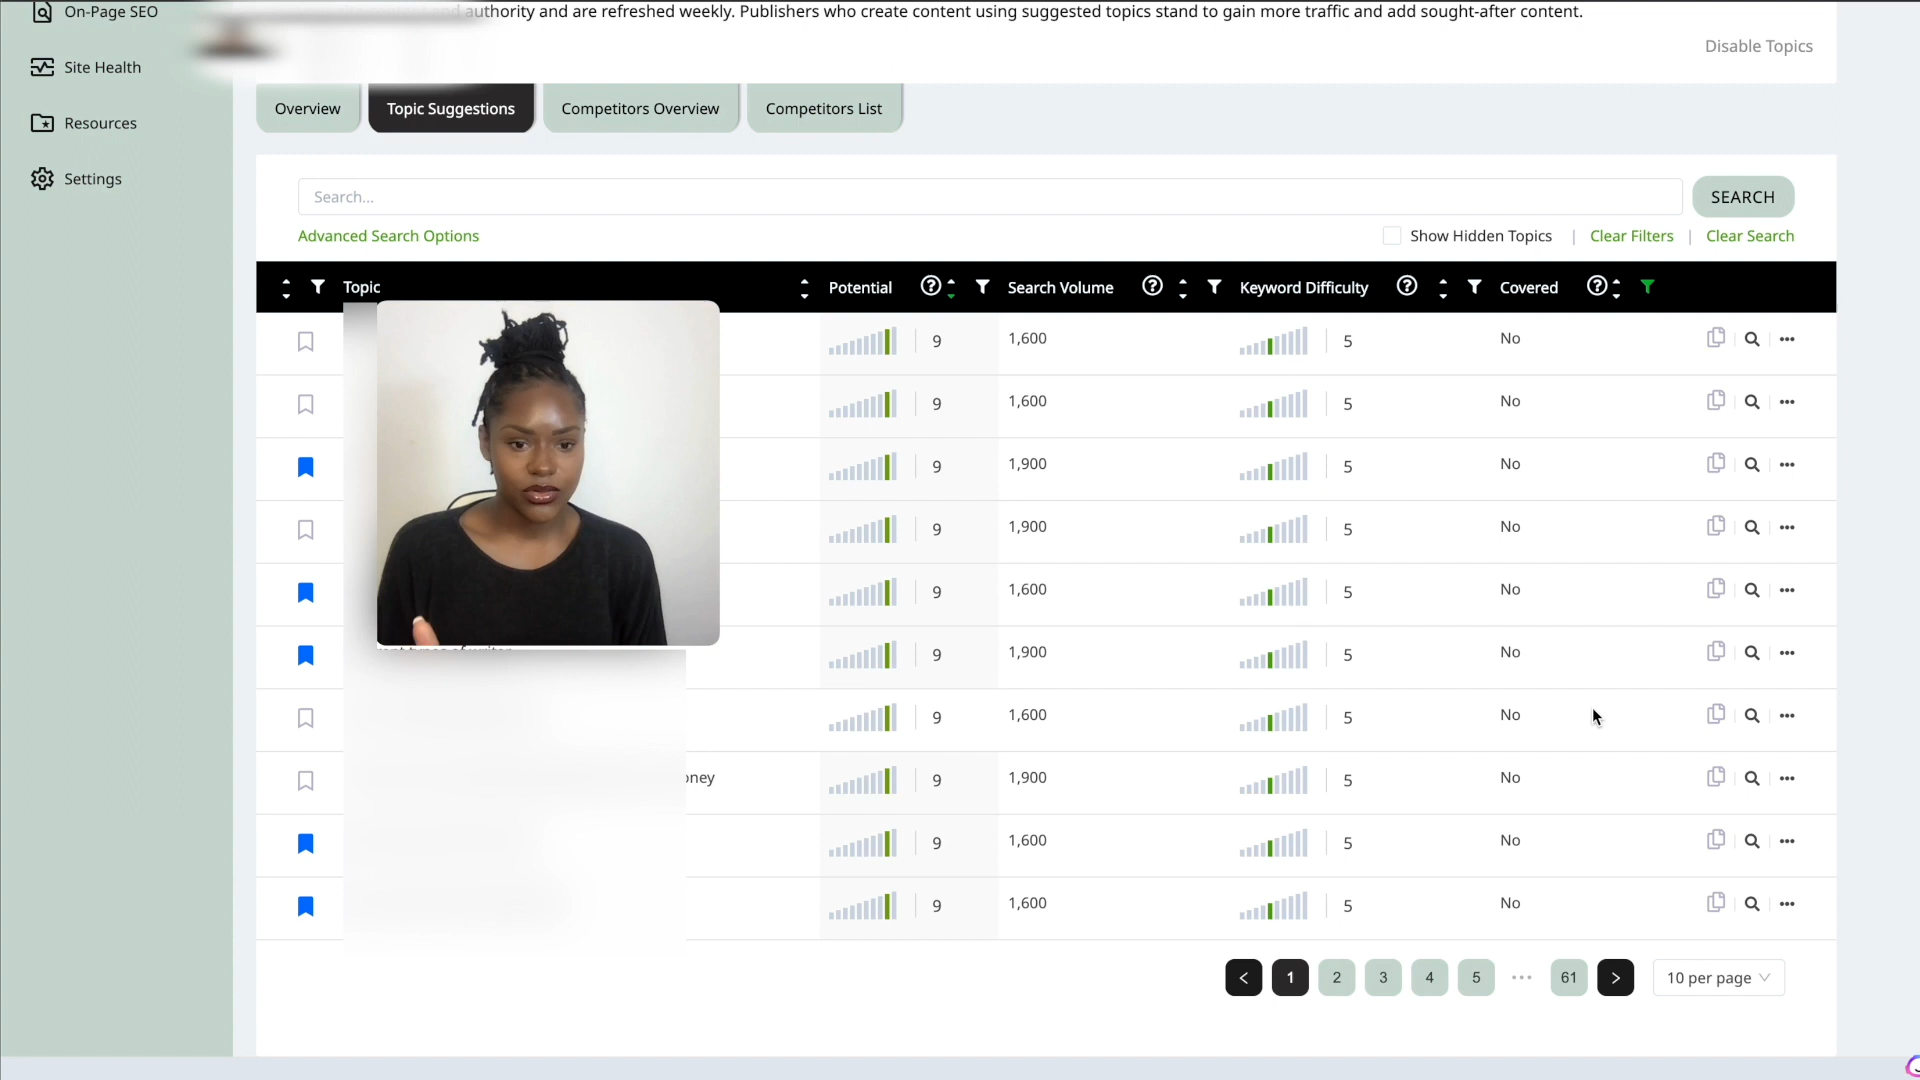 On-Page SEO
authority and are refreshed weekly. Publishers who create content using suggested topics stand to gain more traffic and add sought-after content.
Disable Topics
Site Health
Resources
Settings
Overview
Topic Suggestions
Competitors Overview
Competitors List
Search...
SEARCH
Advanced Search Options
Show Hidden Topics | Clear Filters | Clear Search
Topic Potential ? Search Volume ? Keyword Difficulty ? Covered ?
9 1,600 5 No
9 1,600 5 No
9 1,900 5 No
9 1,900 5 No
9 1,600 5 No
9 1,900 5 No
9 1,600 5 No
oney 9 1,900 5 No
9 1,600 5 No
9 1,600 5 No
< 1 2 3 4 5 ••• 61 > 10 per page